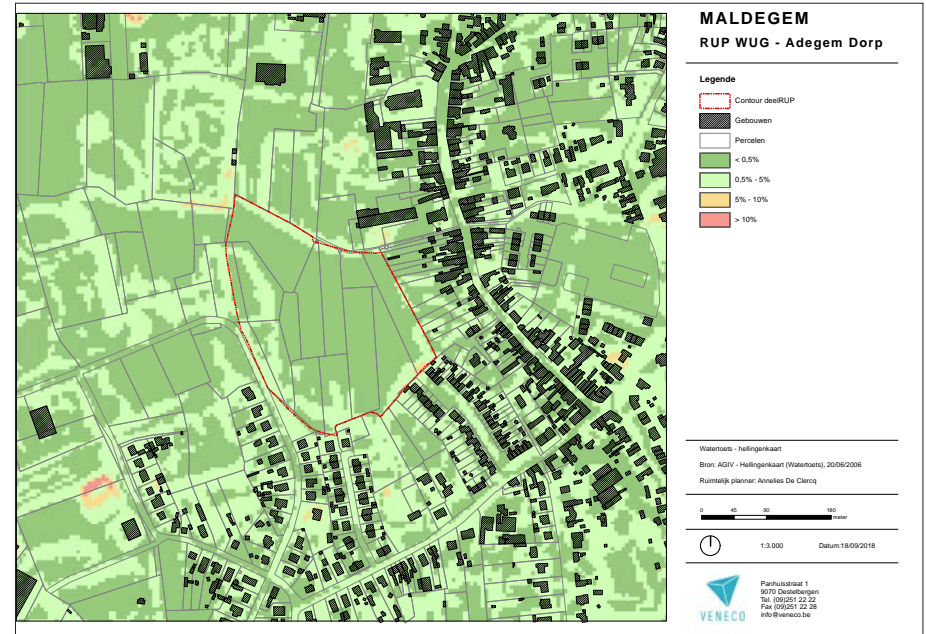 MALDEGEM
RUP WUG - Adegem Dorp
Legende
Contour deelRUP
Gebouwen
Percelen
< 0,5%
0,5% - 5%
5% - 10%
> 10%
Watertoets - hellingenkaart
Bron: AGIV - Hellingenkaart (Watertoets), 20/06/2006
Ruimtelijk planner: Annelies De Clercq
0 45 90 180
meter
1:3.000 Datum:18/09/2018
Panhuisstraat 1
9070 Destelbergen
Tel. (09)251 22 22
Fax (09)251 22 28
info@veneco.be
VENECO